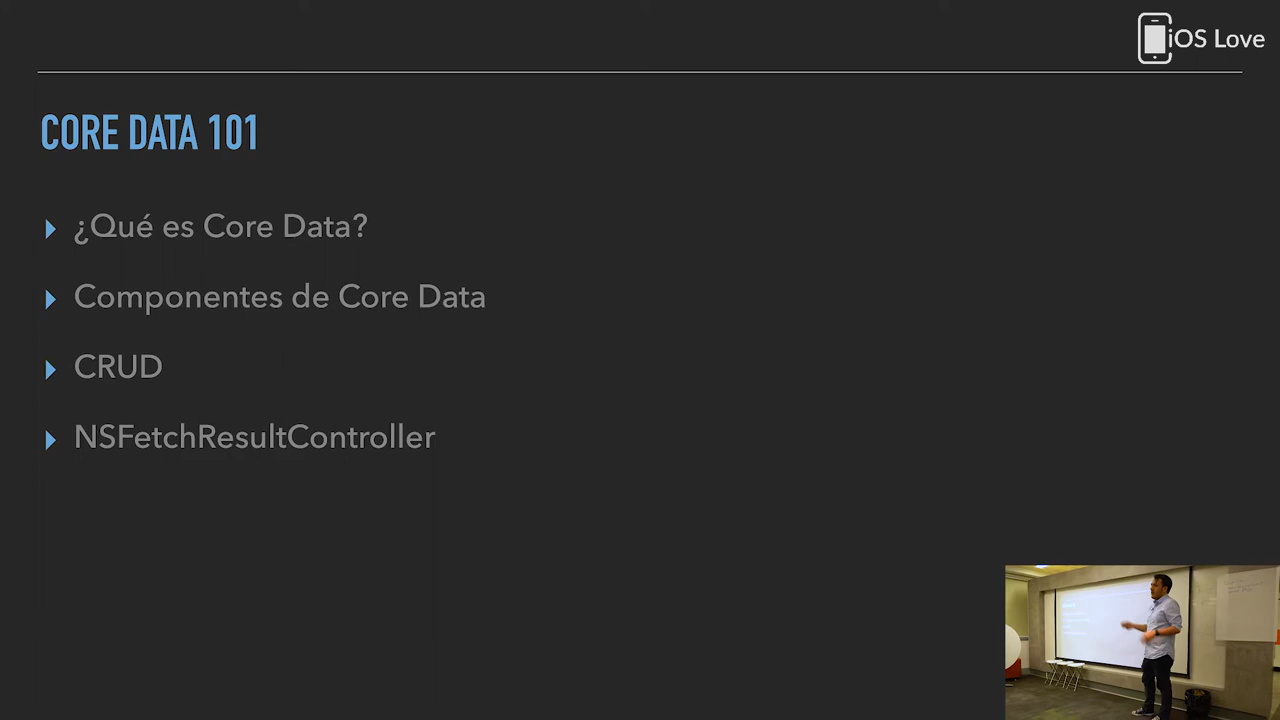 iOS Love
CORE DATA 101
¿Qué es Core Data?
Componentes de Core Data
CRUD
NSFetchResultController